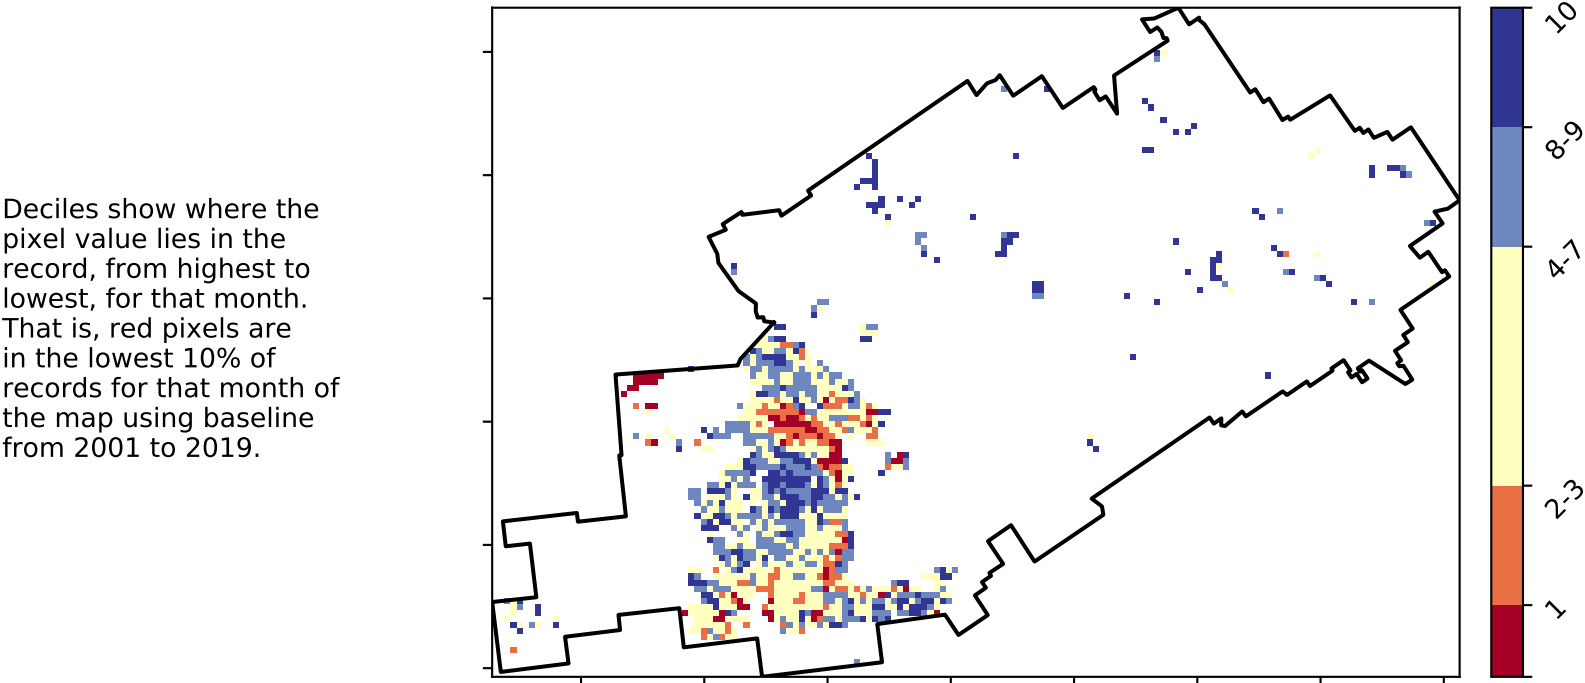 Deciles show where the
pixel value lies in the
record, from highest to
lowest, for that month.
That is, red pixels are
in the lowest 10% of
records for that month of
the map using baseline
from 2001 to 2019.
10
8-9
4-7
2-3
1